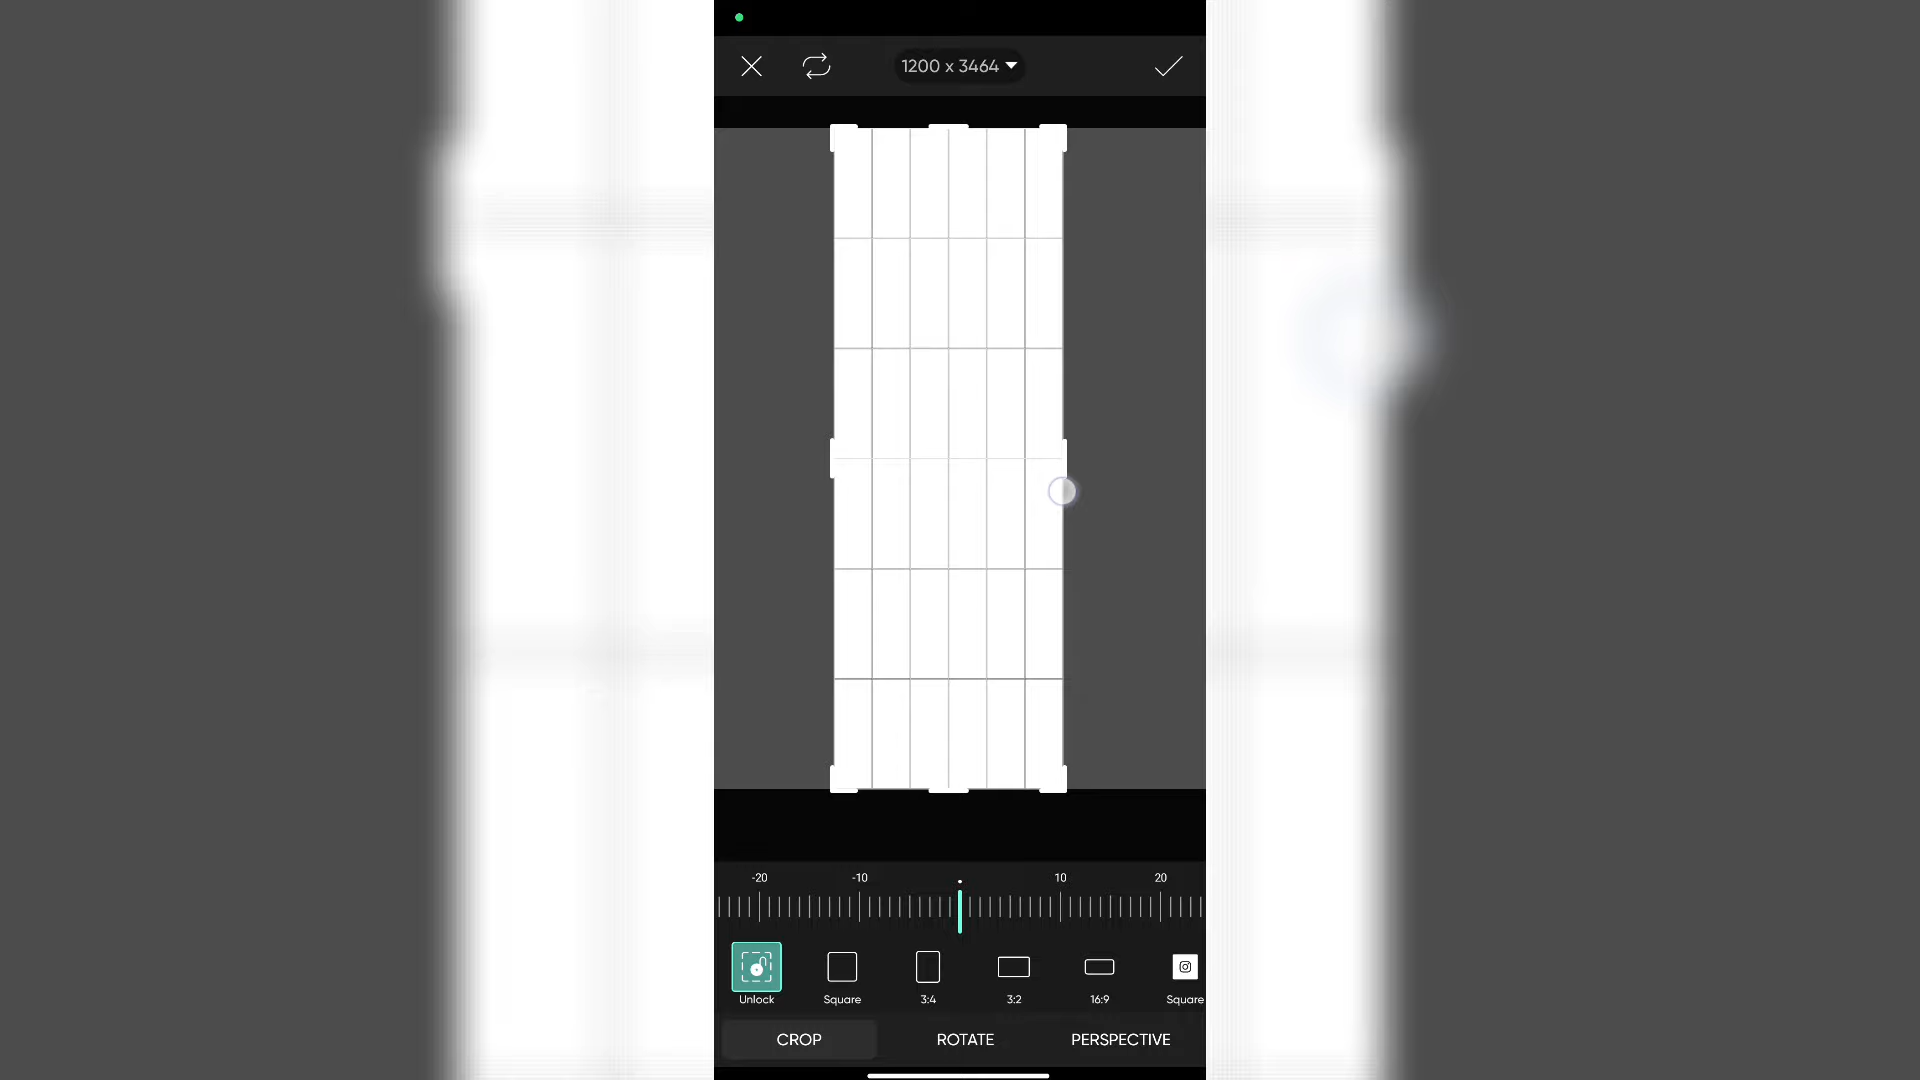 1200 x 3464
-20 -10 10 20
Unlock Square 3:4 3:2 16:9 Square
CROP ROTATE PERSPECTIVE